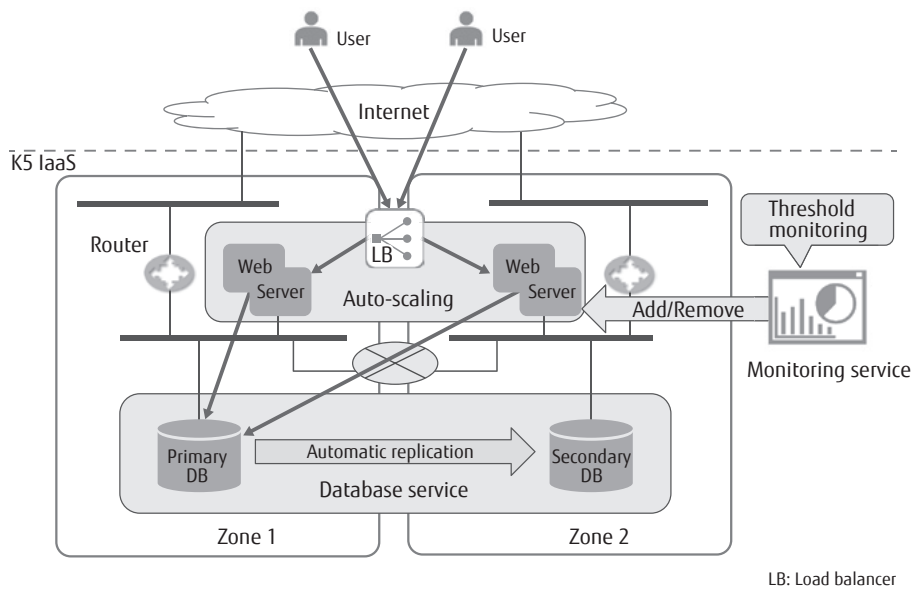 User
User
Internet
K5 IaaS
Threshold
monitoring
Router
LB
Web
Server
Web
Server
Auto-scaling
Add/Remove
Monitoring service
Primary
DB
Automatic replication
Secondary
DB
Database service
Zone 1
Zone 2
LB: Load balancer